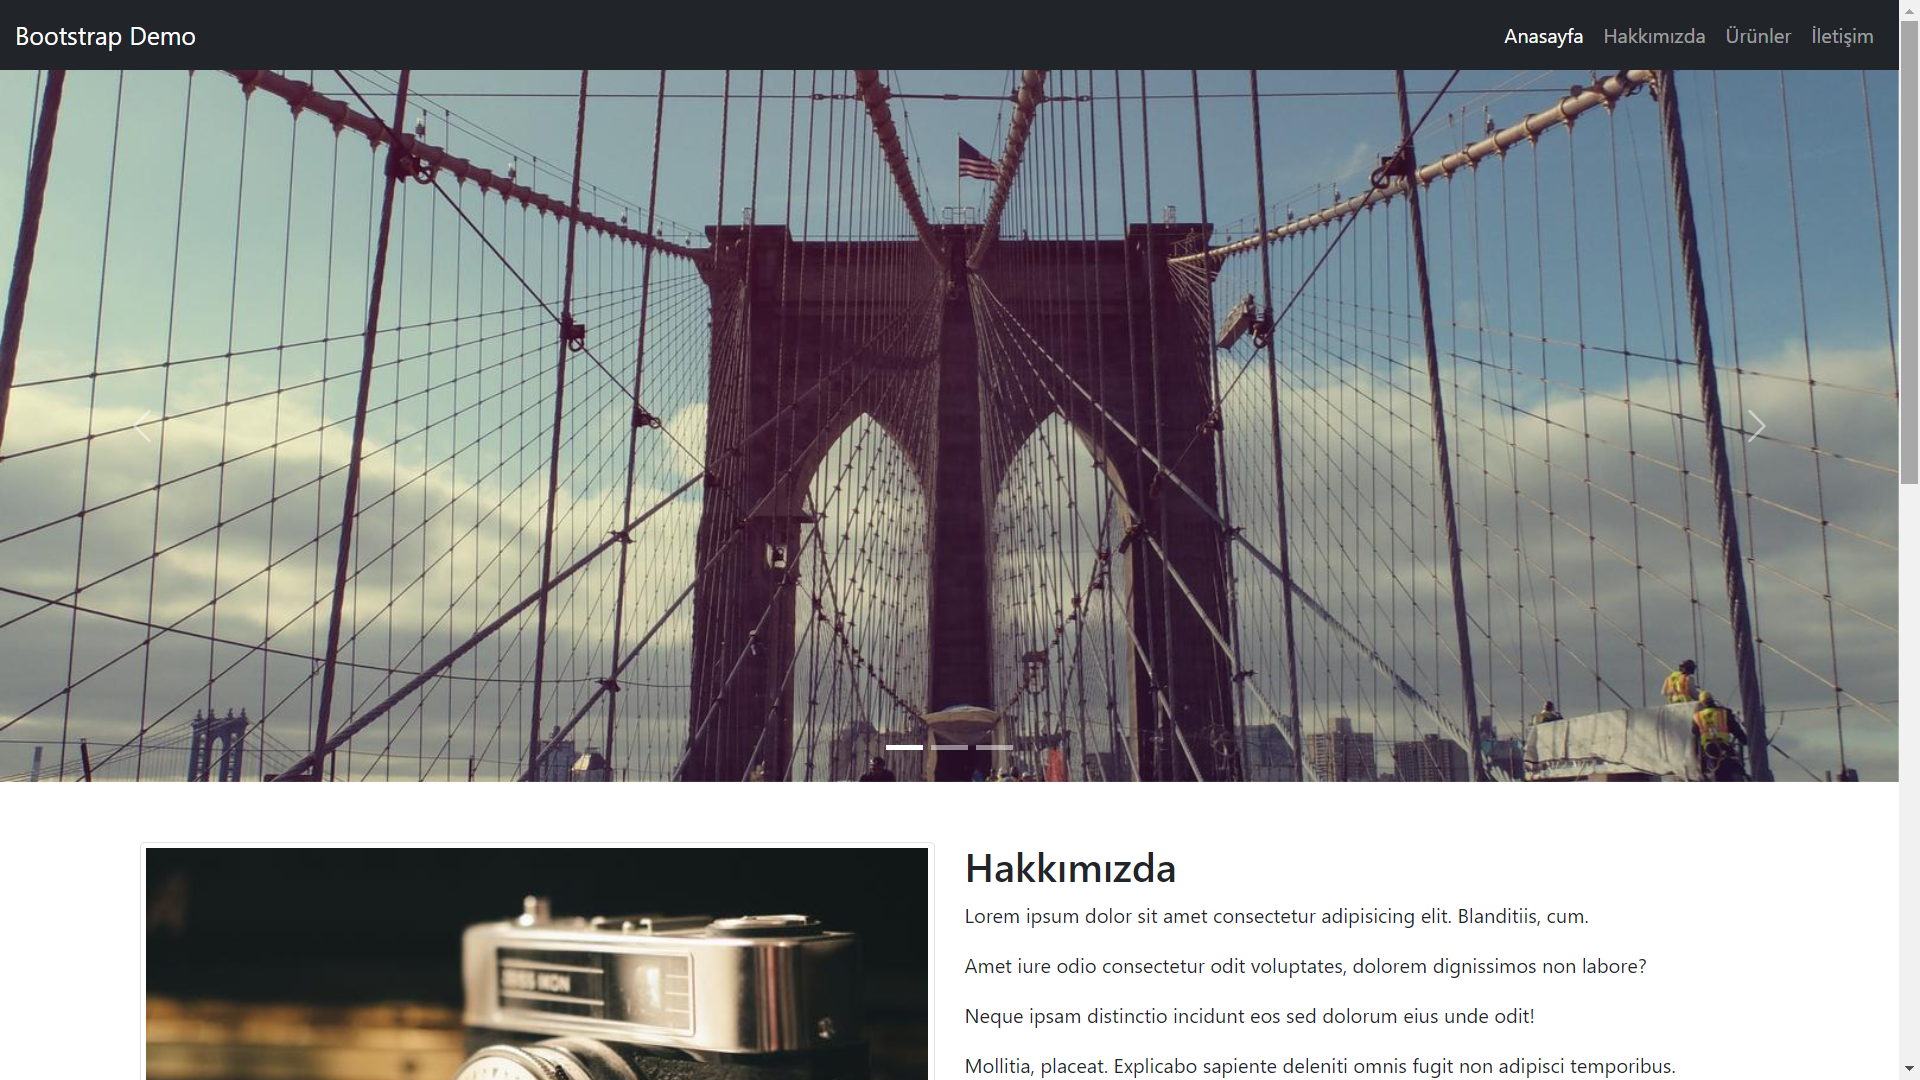 Bootstrap Demo
Anasayfa Hakkımızda Ürünler İletişim
Hakkımızda
Lorem ipsum dolor sit amet consectetur adipisicing elit. Blanditiis, cum.
Amet iure odio consectetur odit voluptates, dolorem dignissimos non labore?
Neque ipsam distinctio incidunt eos sed dolorum eius unde odit!
Mollitia, placeat. Explicabo sapiente deleniti omnis fugit non adipisci temporibus.